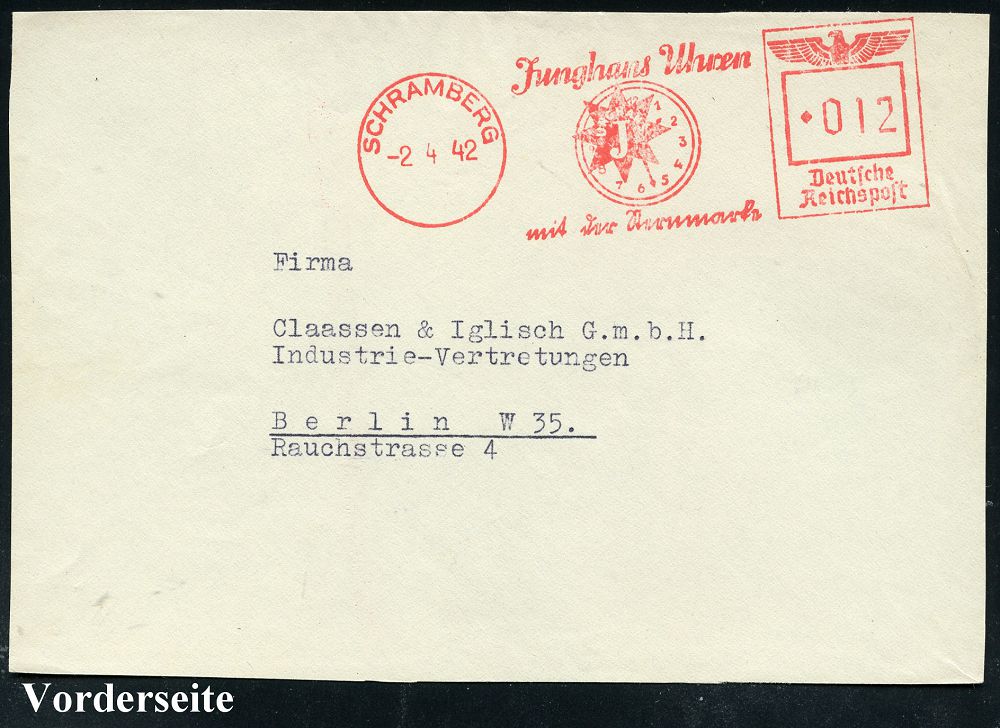 Junghans Uhren
SCHRAMBERG
-2 4 42
J
1
2
3
4
5
6
7
8
mit der Sternmarke
012
Deutsche
Reichspost
Firma
Claassen & Iglisch G.m.b.H.
Industrie-Vertretungen
Berlin W 35.
Rauchstrasse 4
Vorderseite